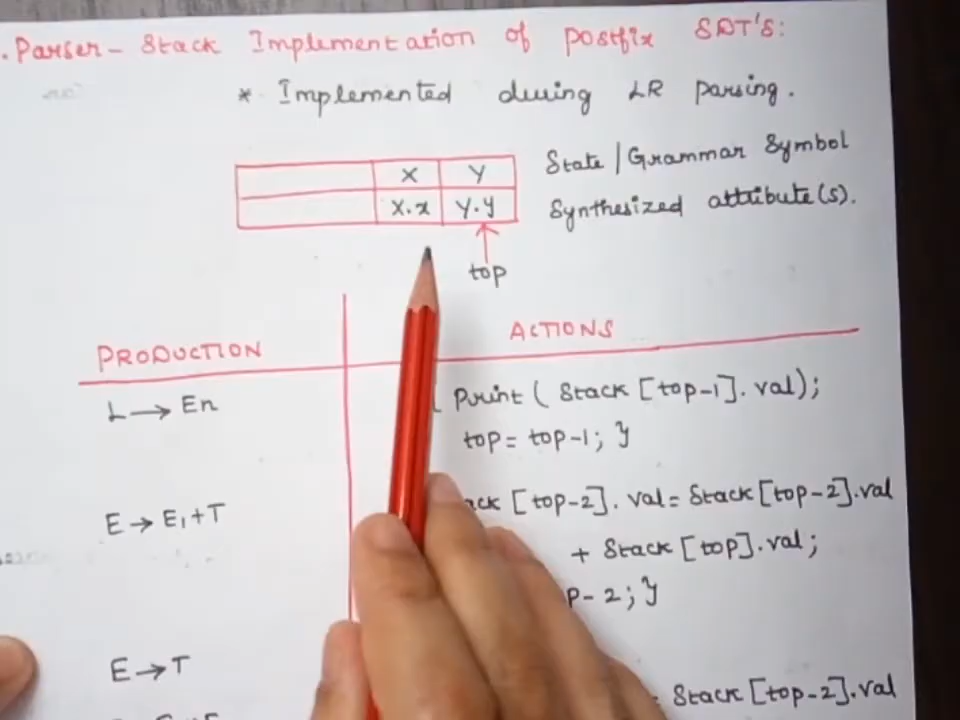 . Parser - Stack Implementation of postfix SDT'S:
* Implemented during LR parsing.
X Y State / Grammar Symbol
X.x Y.y Synthesized attribute(s).
top
PRODUCTION ACTIONS
L → En Print ( Stack [top-1]. val);
top = top-1; }
E → E₁+T [top-2]. val = Stack [top-2].val
+ Stack [top].val;
- 2; }
E → T
= Stack [top-2].val